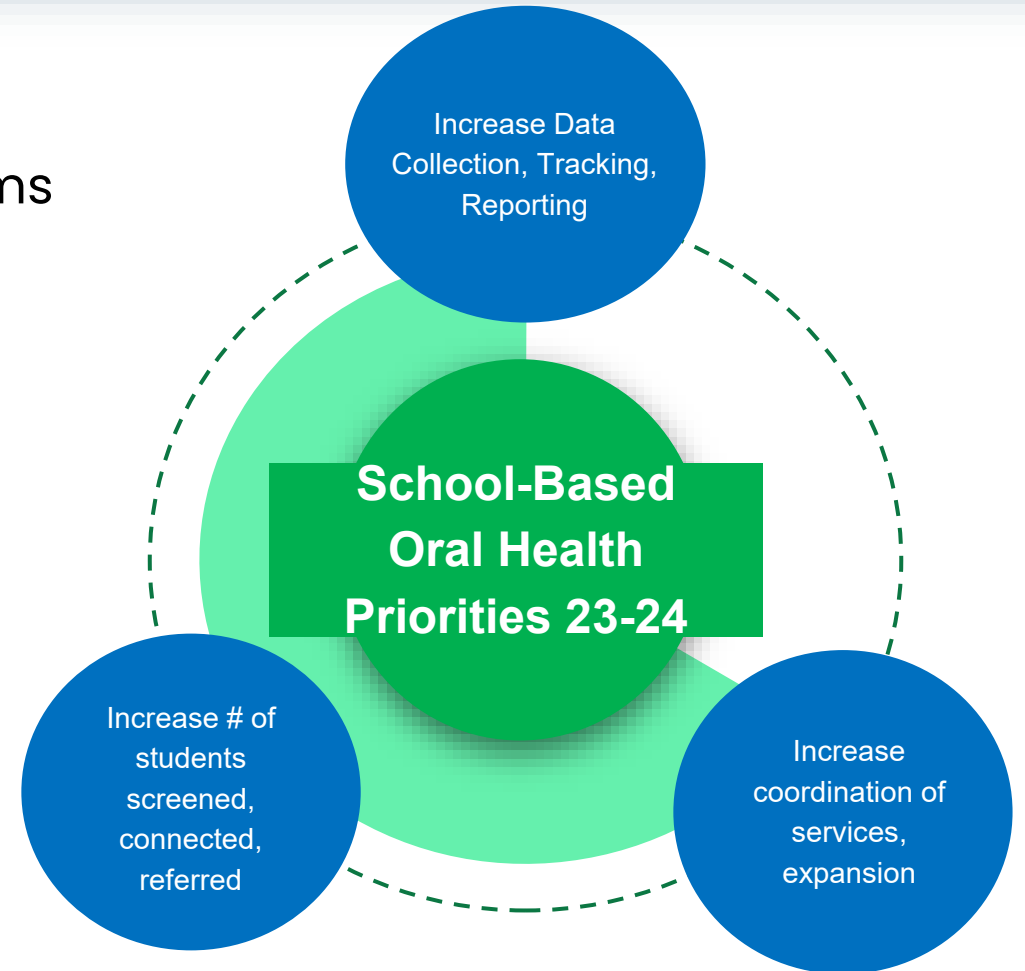 Increase Data
Collection, Tracking,
Reporting
School-Based
Oral Health
Priorities 23-24
Increase # of
students
screened,
connected,
referred
Increase
coordination of
services,
expansion